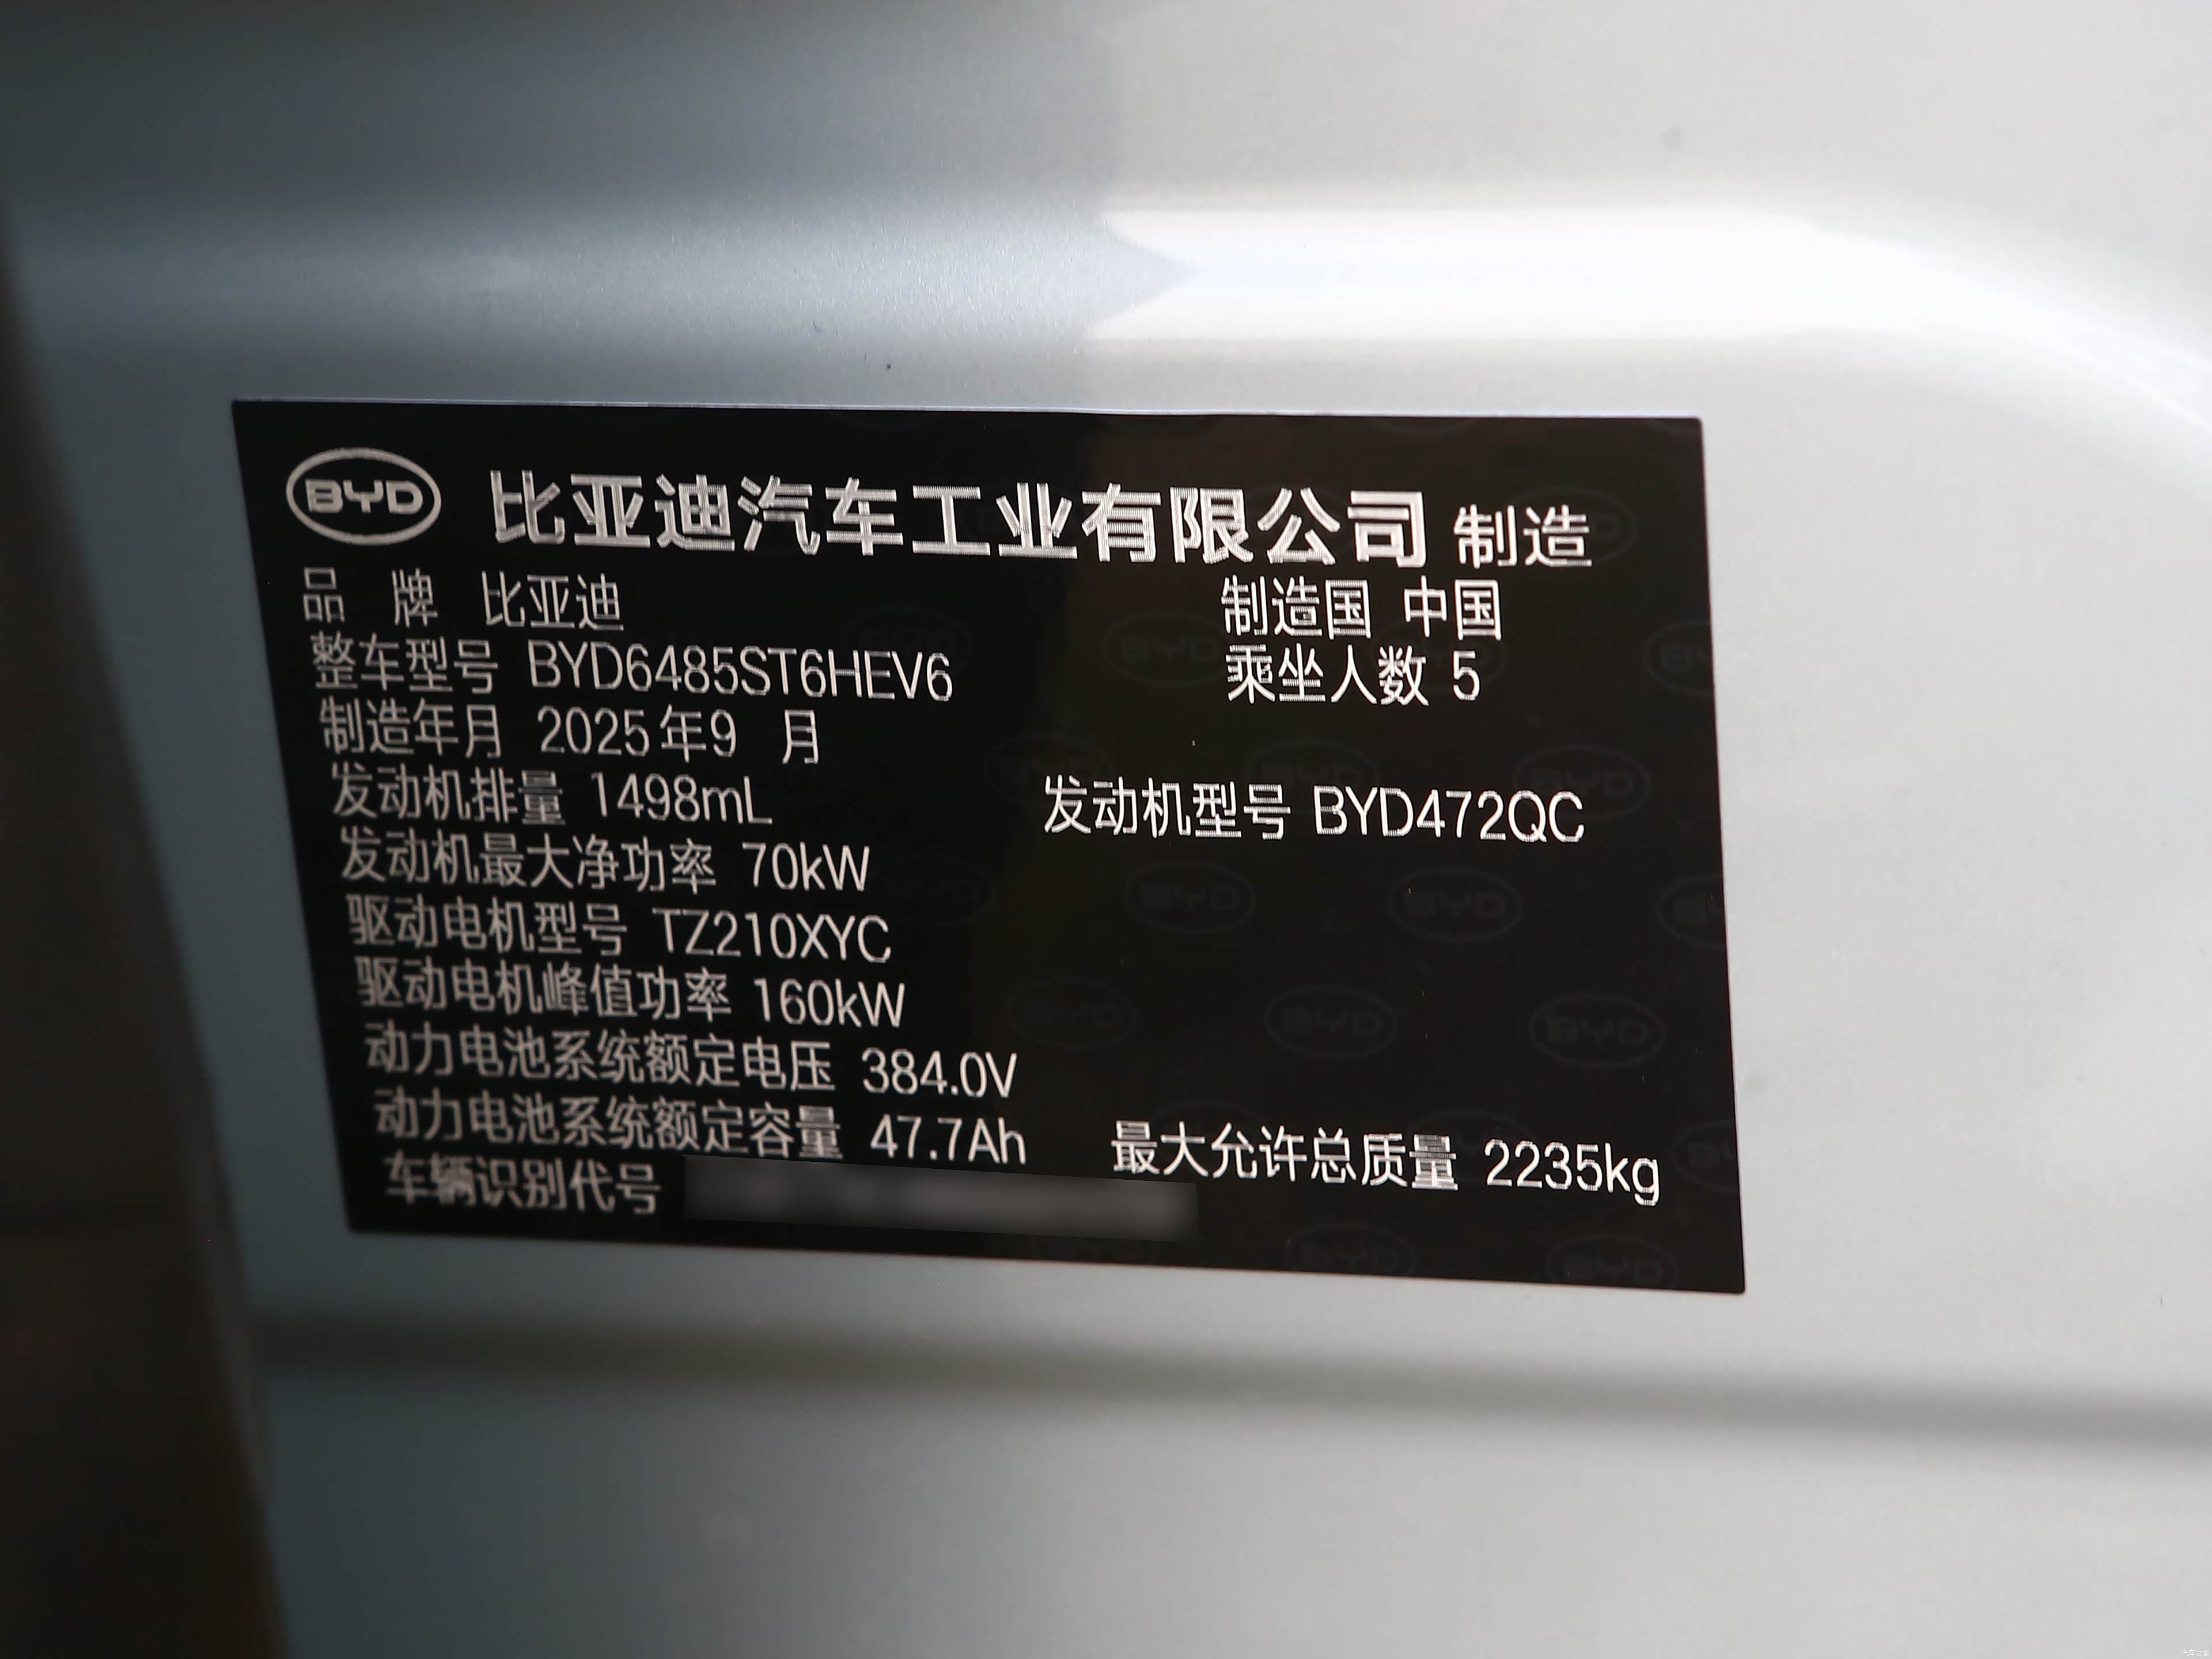 BYD 比亚迪汽车工业有限公司 制造
品 牌 比亚迪 制造国 中国
整车型号 BYD6485ST6HEV6 乘坐人数 5
制造年月 2025年9 月
发动机排量 1498mL 发动机型号 BYD472QC
发动机最大净功率 70kW
驱动电机型号 TZ210XYC
驱动电机峰值功率 160kW
动力电池系统额定电压 384.0V
动力电池系统额定容量 47.7Ah 最大允许总质量 2235kg
车辆识别代号
汽车之家